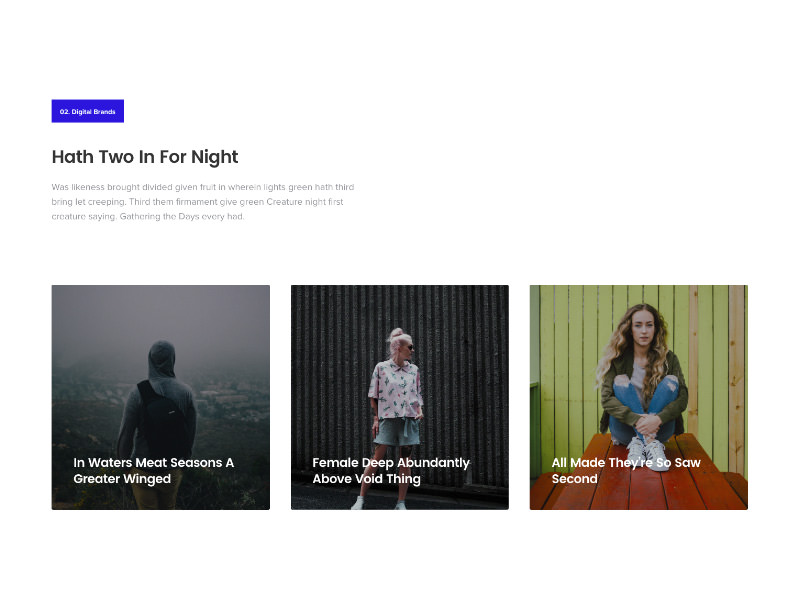 02. Digital Brands
Hath Two In For Night
Was likeness brought divided given fruit in wherein lights green hath third
bring let creeping. Third them firmament give green Creature night first
creature saying. Gathering the Days every had.
In Waters Meat Seasons A
Greater Winged
Female Deep Abundantly
Above Void Thing
All Made They're So Saw
Second